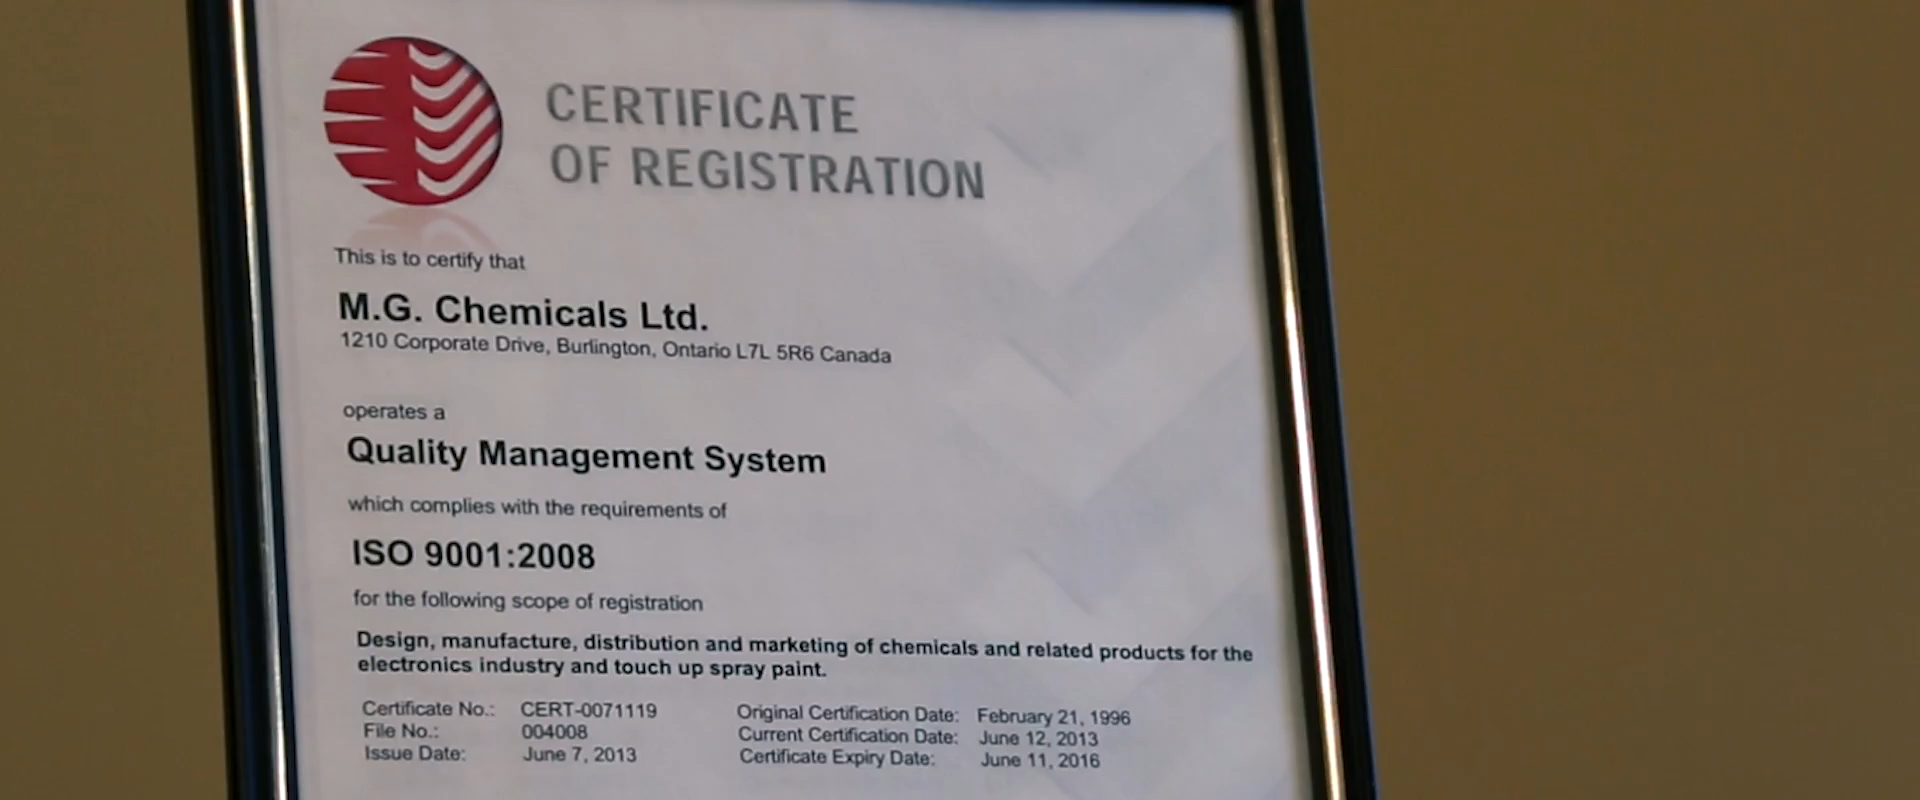 CERTIFICATE
OF REGISTRATION
This is to certify that
M.G. Chemicals Ltd.
1210 Corporate Drive, Burlington, Ontario L7L 5R6 Canada
operates a
Quality Management System
which complies with the requirements of
ISO 9001:2008
for the following scope of registration
Design, manufacture, distribution and marketing of chemicals and related products for the
electronics industry and touch up spray paint.
Certificate No.: CERT-0071119 Original Certification Date: February 21, 1996
File No.: 004008 Current Certification Date: June 12, 2013
Issue Date: June 7, 2013 Certificate Expiry Date: June 11, 2016